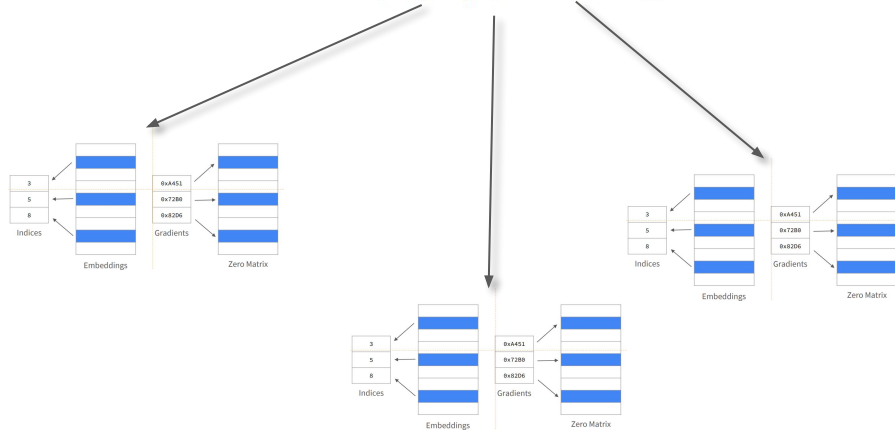 3
5
8
Indices
Embeddings
0xA451
0x72B0
0x82D6
Gradients
Zero Matrix
3
5
8
Indices
Embeddings
0xA451
0x72B0
0x82D6
Gradients
Zero Matrix
3
5
8
Indices
Embeddings
0xA451
0x72B0
0x82D6
Gradients
Zero Matrix